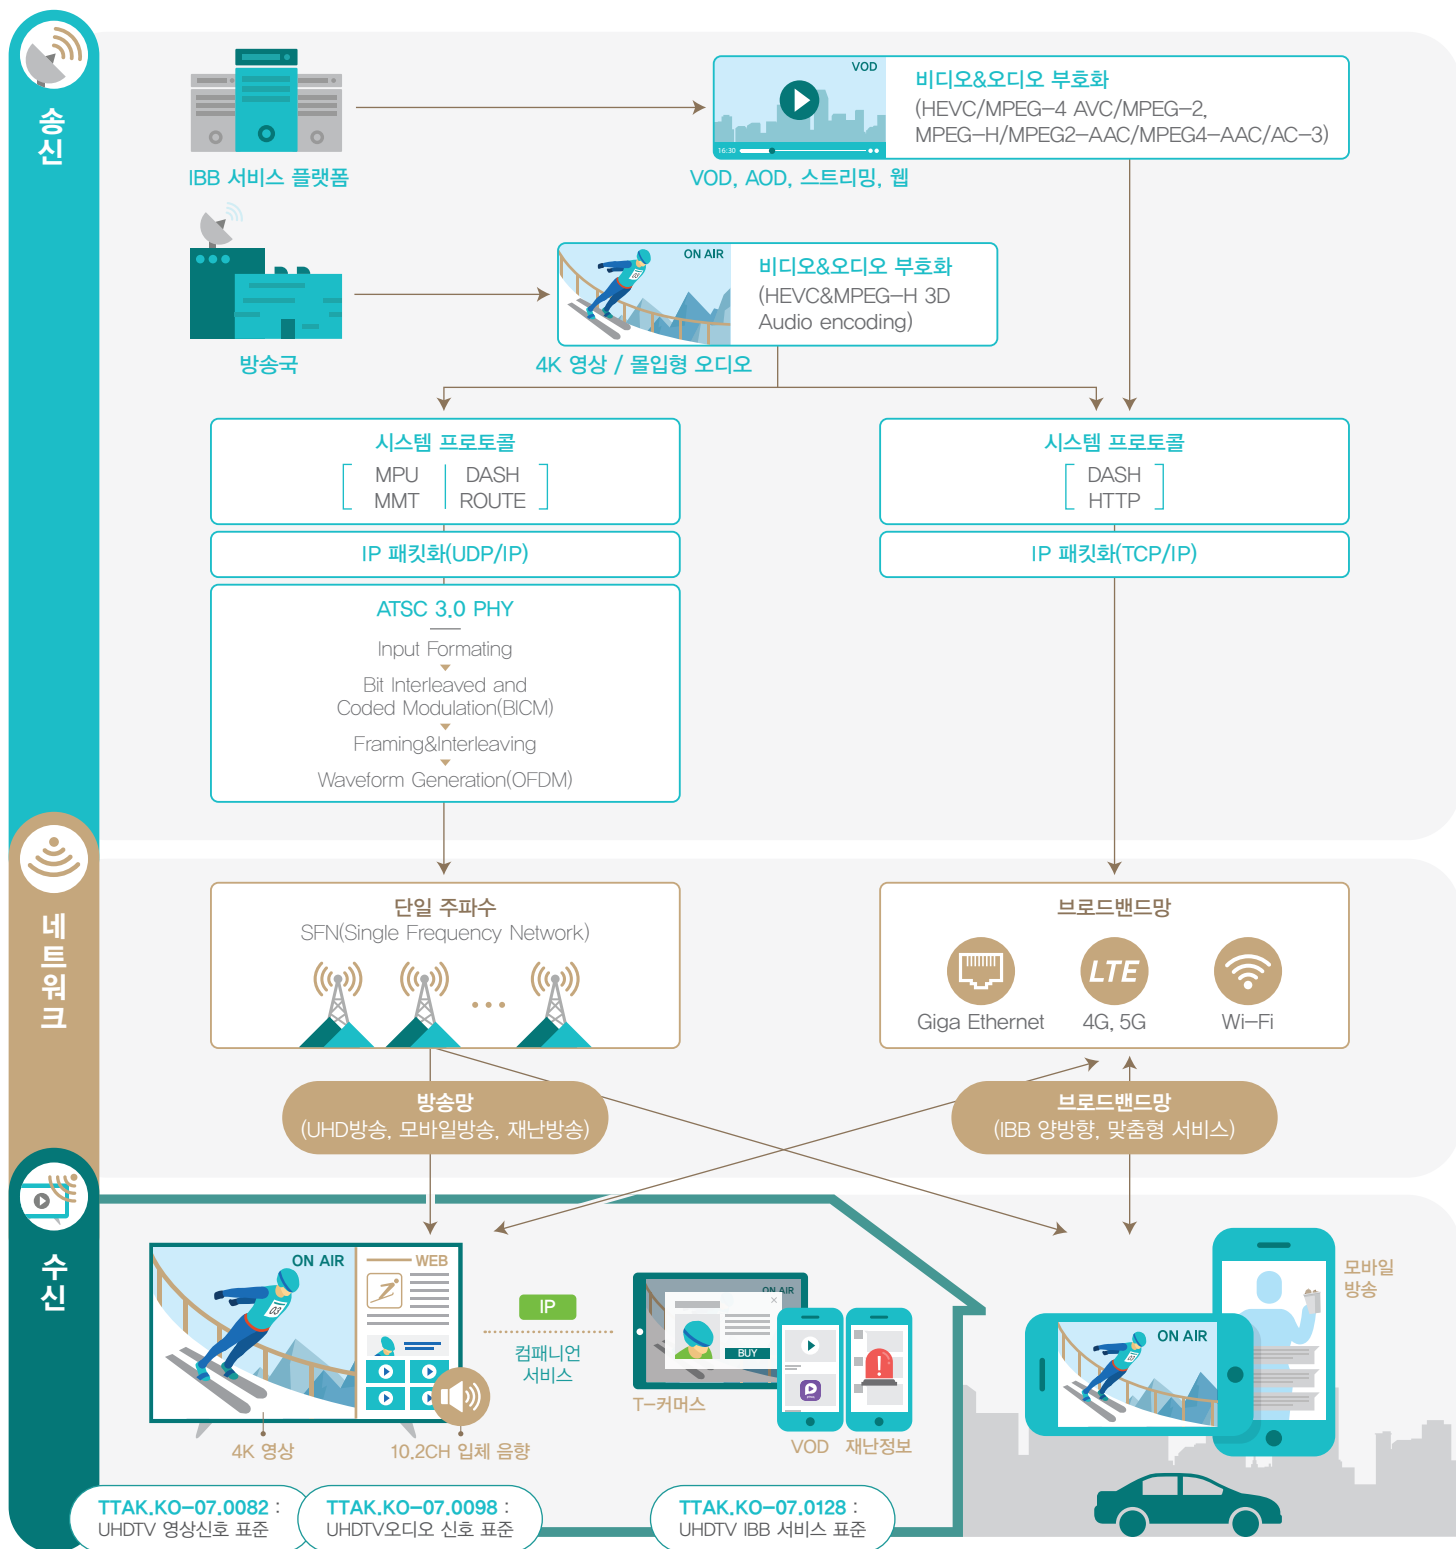 송신
IBB 서비스 플랫폼
VOD
16:30
VOD, AOD, 스트리밍, 웹
비디오&오디오 부호화
(HEVC/MPEG-4 AVC/MPEG-2,
MPEG-H/MPEG2-AAC/MPEG4-AAC/AC-3)
방송국
ON AIR
4K 영상 / 몰입형 오디오
비디오&오디오 부호화
(HEVC&MPEG-H 3D
Audio encoding)
시스템 프로토콜
MPU DASH
MMT ROUTE
IP 패킷화(UDP/IP)
ATSC 3.0 PHY
Input Formating
Bit Interleaved and
Coded Modulation(BICM)
Framing&Interleaving
Waveform Generation(OFDM)
시스템 프로토콜
DASH
HTTP
IP 패킷화(TCP/IP)
네트워크
단일 주파수
SFN(Single Frequency Network)
브로드밴드망
LTE
Giga Ethernet
4G, 5G
Wi-Fi
방송망
(UHD방송, 모바일방송, 재난방송)
브로드밴드망
(IBB 양방향, 맞춤형 서비스)
수신
ON AIR
WEB
03
4K 영상
10.2CH 입체 음향
IP
컴패니언
서비스
ON AIR
BUY
T-커머스
VOD
재난정보
ON AIR
모바일
방송
TTAK.KO-07.0082 :
UHDTV 영상신호 표준
TTAK.KO-07.0098 :
UHDTV오디오 신호 표준
TTAK.KO-07.0128 :
UHDTV IBB 서비스 표준